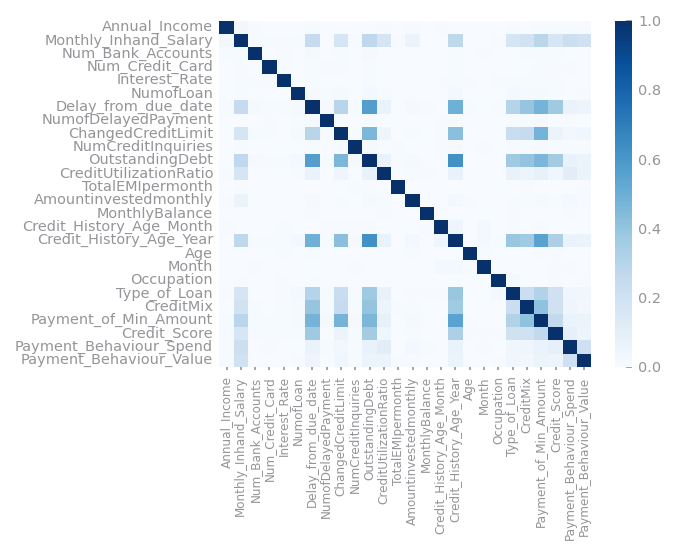 Annual_Income
Monthly_Inhand_Salary
Num_Bank_Accounts
Num_Credit_Card
Interest_Rate
NumofLoan
Delay_from_due_date
NumofDelayedPayment
ChangedCreditLimit
NumCreditInquiries
OutstandingDebt
CreditUtilizationRatio
TotalEMIpermonth
Amountinvestedmonthly
MonthlyBalance
Credit_History_Age_Month
Credit_History_Age_Year
Age
Month
Occupation
Type_of_Loan
CreditMix
Payment_of_Min_Amount
Credit_Score
Payment_Behaviour_Spend
Payment_Behaviour_Value
Annual_Income
Monthly_Inhand_Salary
Num_Bank_Accounts
Num_Credit_Card
Interest_Rate
NumofLoan
Delay_from_due_date
NumofDelayedPayment
ChangedCreditLimit
NumCreditInquiries
OutstandingDebt
CreditUtilizationRatio
TotalEMIpermonth
Amountinvestedmonthly
MonthlyBalance
Credit_History_Age_Month
Credit_History_Age_Year
Age
Month
Occupation
Type_of_Loan
CreditMix
Payment_of_Min_Amount
Credit_Score
Payment_Behaviour_Spend
Payment_Behaviour_Value
1.0
0.8
0.6
0.4
0.2
0.0